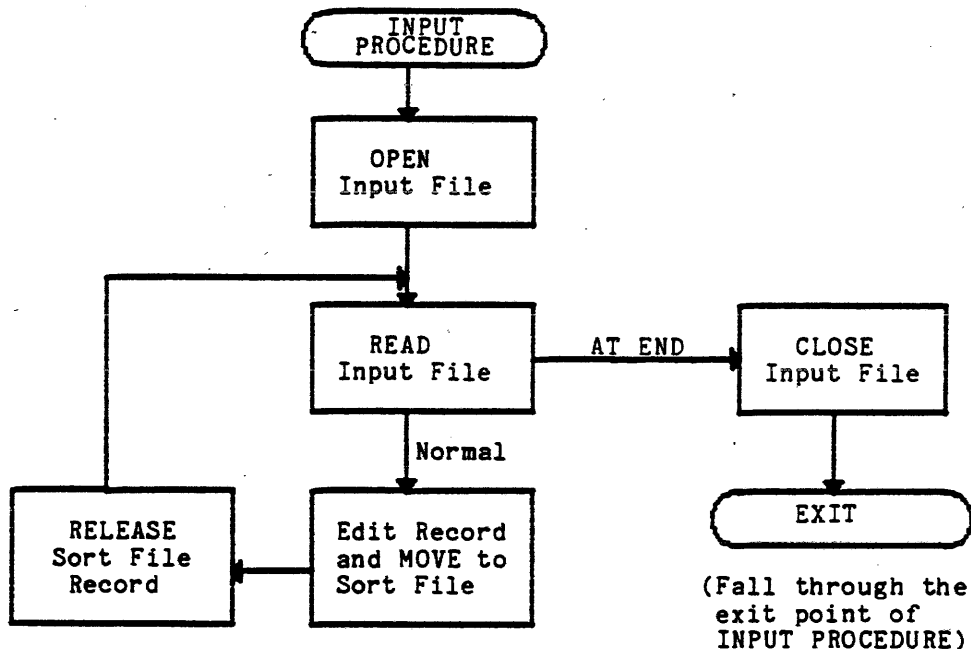 INPUT
PROCEDURE
OPEN
Input File
READ
Input File
AT END
CLOSE
Input File
Normal
RELEASE
Sort File
Record
Edit Record
and MOVE to
Sort File
EXIT
(Fall through the
exit point of
INPUT PROCEDURE)